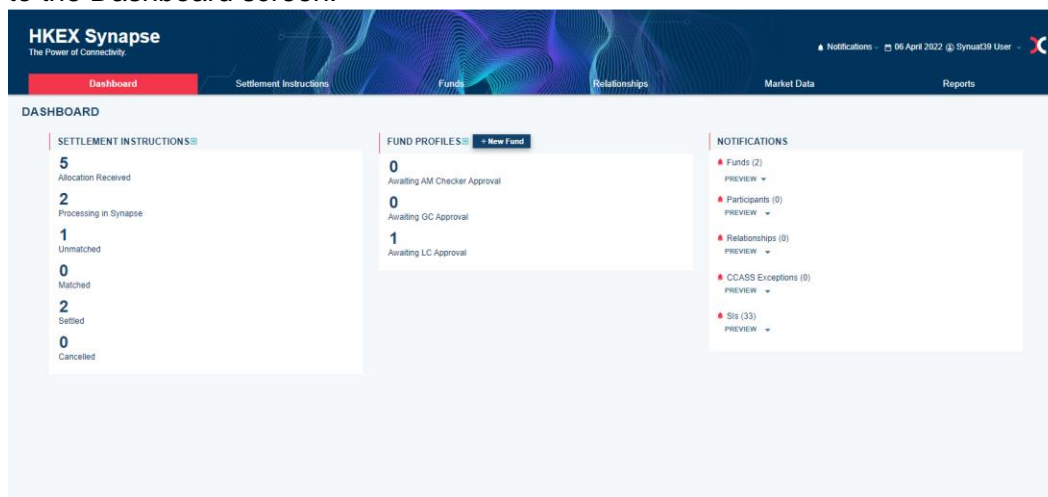 to the Dashboard screen.
HKEX Synapse
The Power of Connectivity.
Notifications 06 April 2022 Synuat39 User
Dashboard Settlement Instructions Funds Relationships Market Data Reports
DASHBOARD
SETTLEMENT INSTRUCTIONS
5
Allocation Received
2
Processing in Synapse
1
Unmatched
0
Matched
2
Settled
0
Cancelled
FUND PROFILES + New Fund
0
Awaiting AM Checker Approval
0
Awaiting GC Approval
1
Awaiting LC Approval
NOTIFICATIONS
Funds (2)
PREVIEW
Participants (0)
PREVIEW
Relationships (0)
PREVIEW
CCASS Exceptions (0)
PREVIEW
SIs (33)
PREVIEW